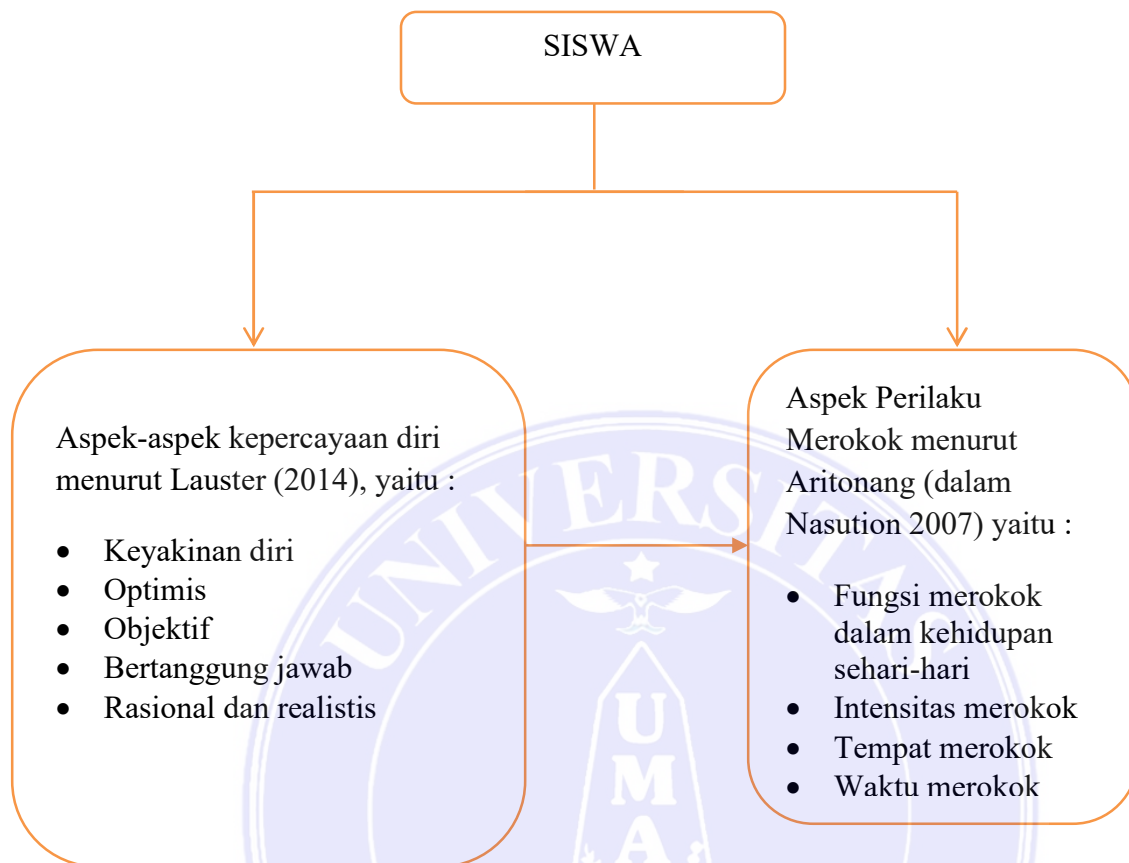 SISWA
Aspek-aspek kepercayaan diri
menurut Lauster (2014), yaitu :
• Keyakinan diri
• Optimis
• Objektif
• Bertanggung jawab
• Rasional dan realistis
Aspek Perilaku
Merokok menurut
Aritonang (dalam
Nasution 2007) yaitu :
• Fungsi merokok
dalam kehidupan
sehari-hari
• Intensitas merokok
• Tempat merokok
• Waktu merokok
UNIVERSITAS
U
M
A